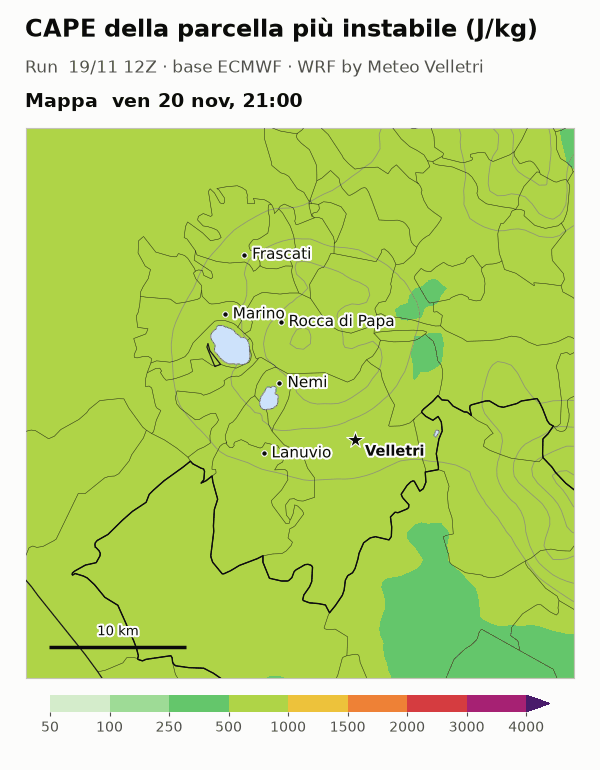 CAPE della parcella più instabile (J/kg)
Run  19/11 12Z · base ECMWF · WRF by Meteo Velletri
Mappa  ven 20 nov, 21:00
Frascati
Marino
Rocca di Papa
Nemi
Velletri
Lanuvio
10 km
50 100 250 500 1000 1500 2000 3000 4000